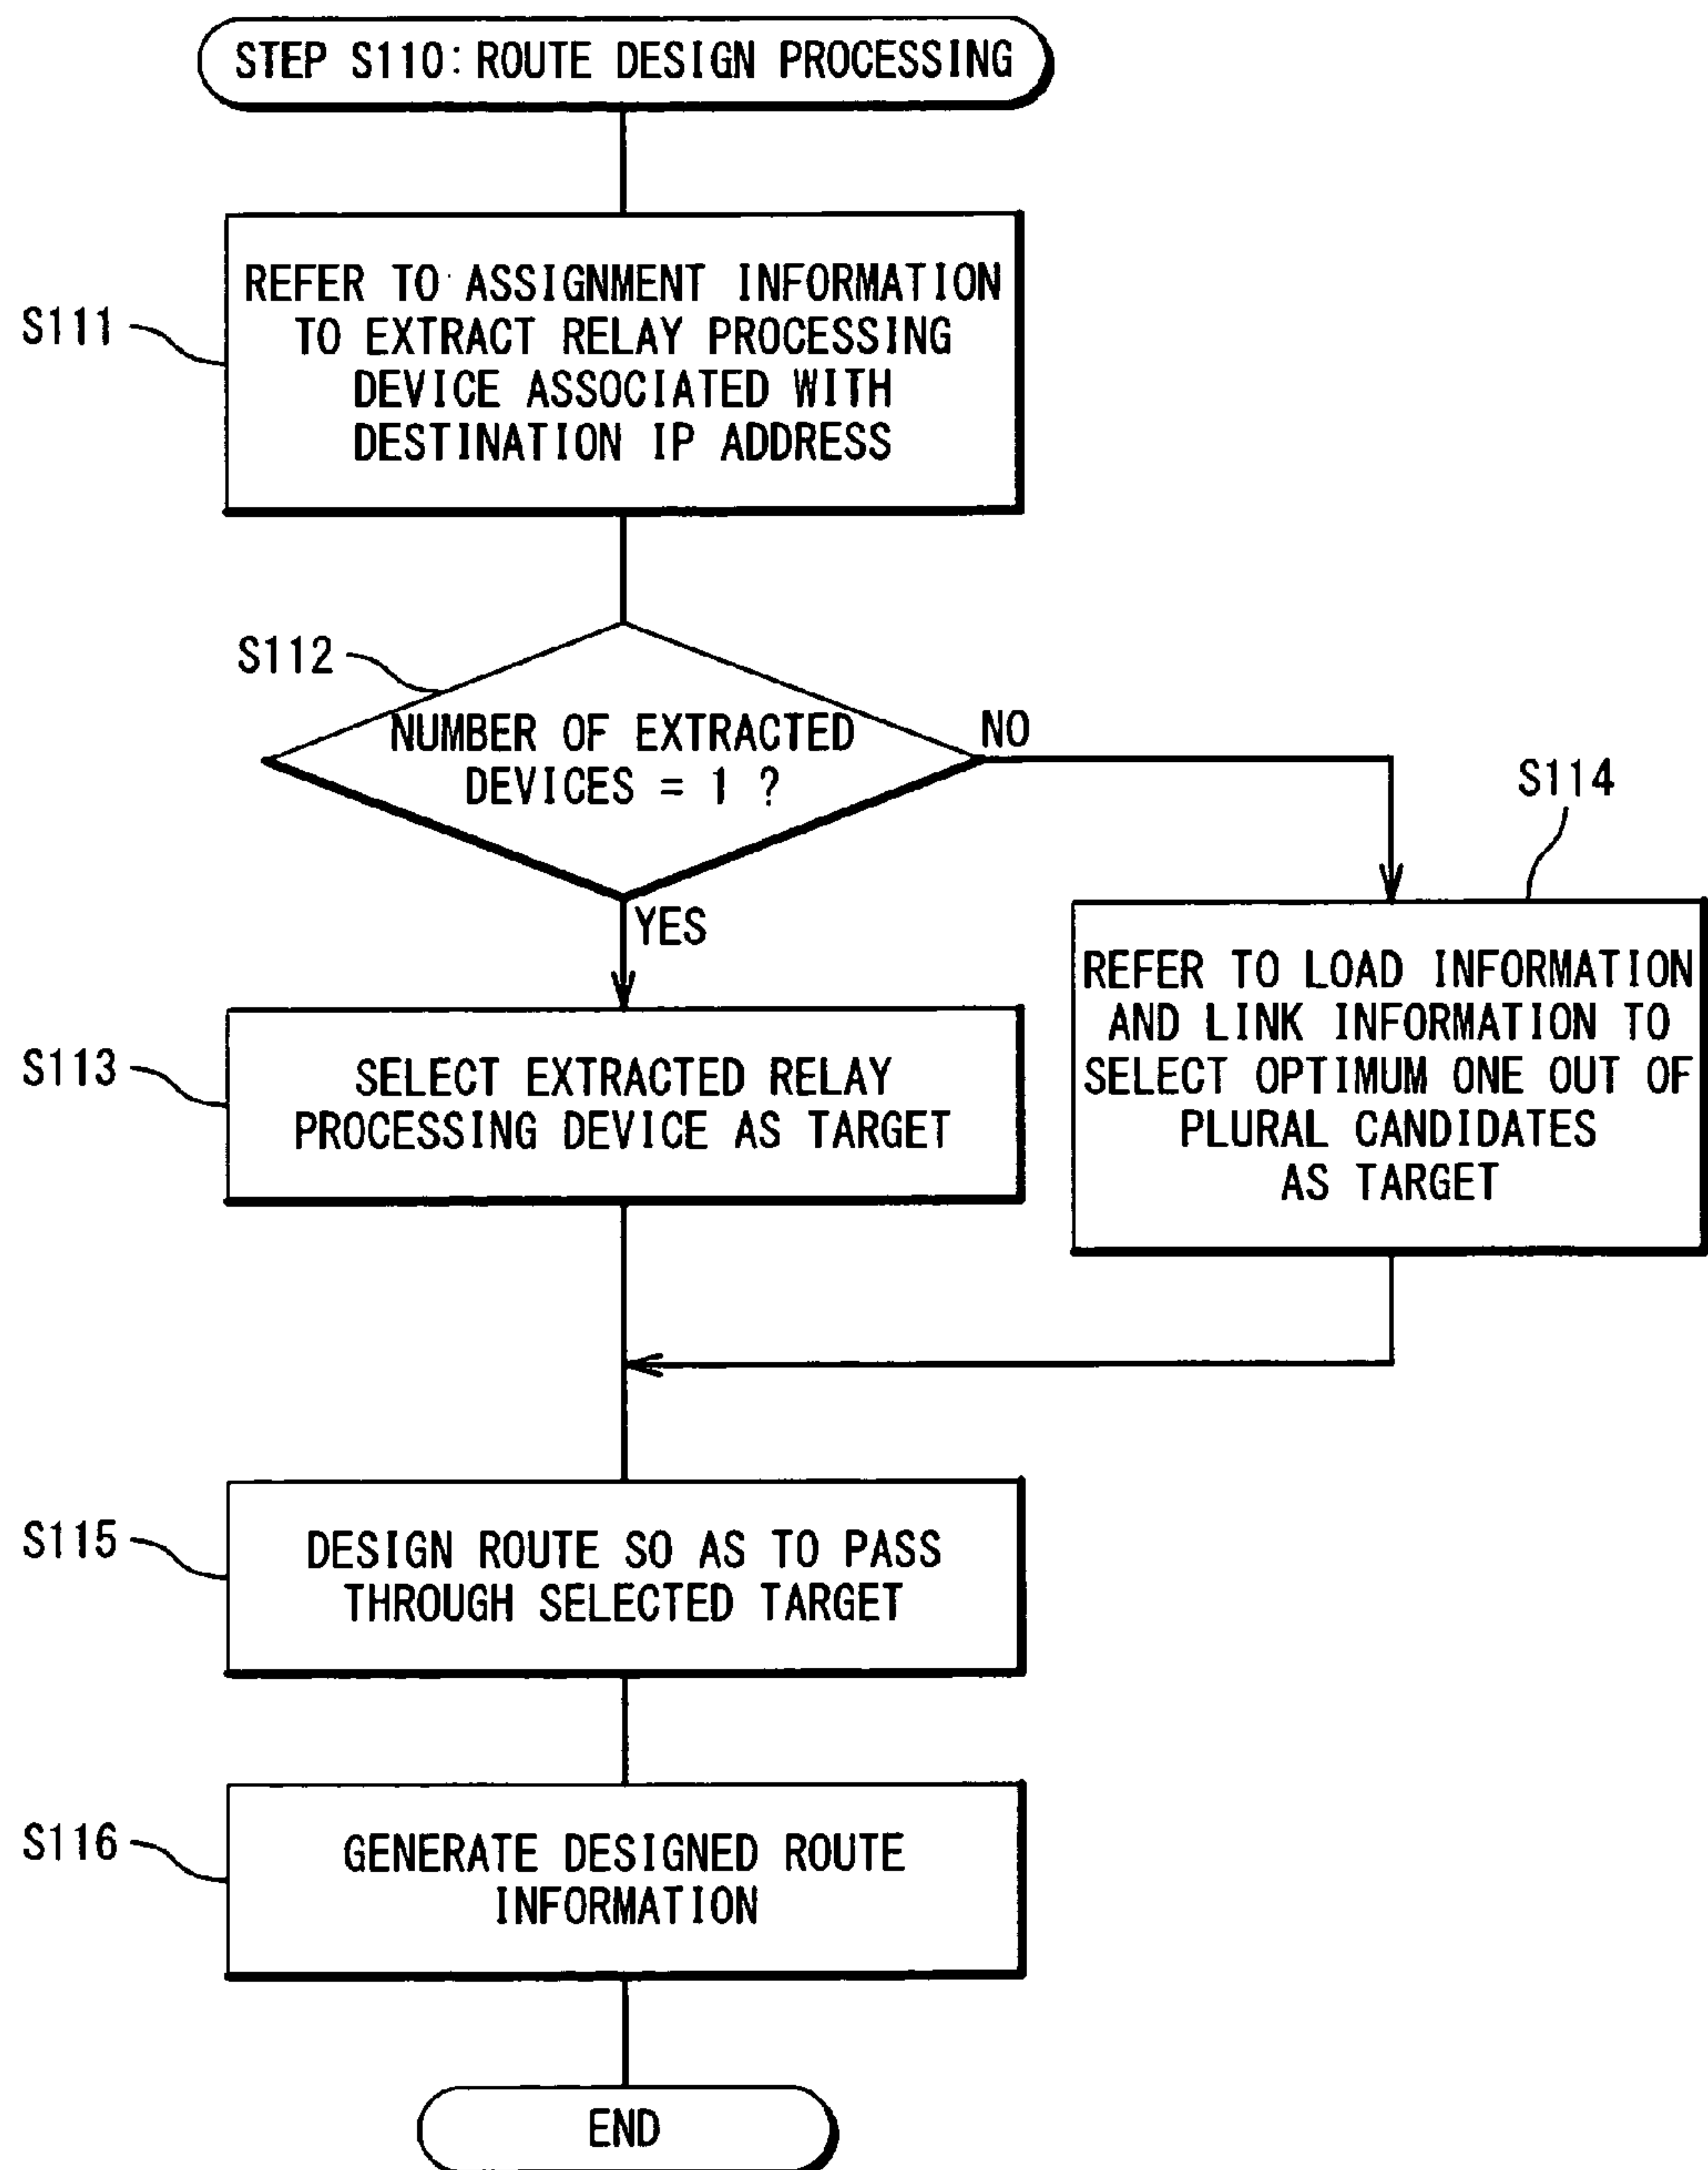 STEP S110: ROUTE DESIGN PROCESSING
S111
REFER TO ASSIGNMENT INFORMATION
TO EXTRACT RELAY PROCESSING
DEVICE ASSOCIATED WITH
DESTINATION IP ADDRESS
S112
NUMBER OF EXTRACTED
DEVICES = 1 ?
NO
YES
S114
REFER TO LOAD INFORMATION
AND LINK INFORMATION TO
SELECT OPTIMUM ONE OUT OF
PLURAL CANDIDATES
AS TARGET
S113
SELECT EXTRACTED RELAY
PROCESSING DEVICE AS TARGET
S115
DESIGN ROUTE SO AS TO PASS
THROUGH SELECTED TARGET
S116
GENERATE DESIGNED ROUTE
INFORMATION
END